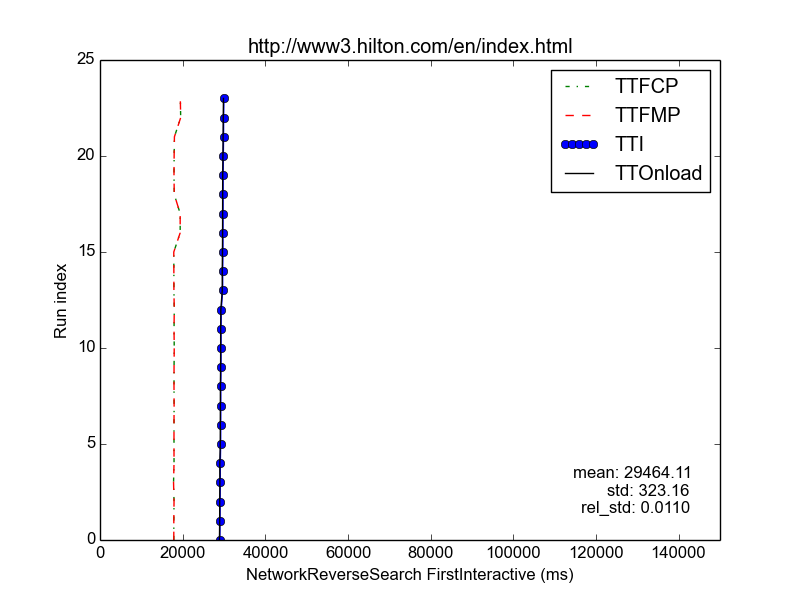 http://www3.hilton.com/en/index.html
25
20
15
10
5
0
Run index
TTFCP
TTFMP
TTI
TTOnload
mean: 29464.11
std: 323.16
rel_std: 0.0110
0 20000 40000 60000 80000 100000 120000 140000
NetworkReverseSearch FirstInteractive (ms)